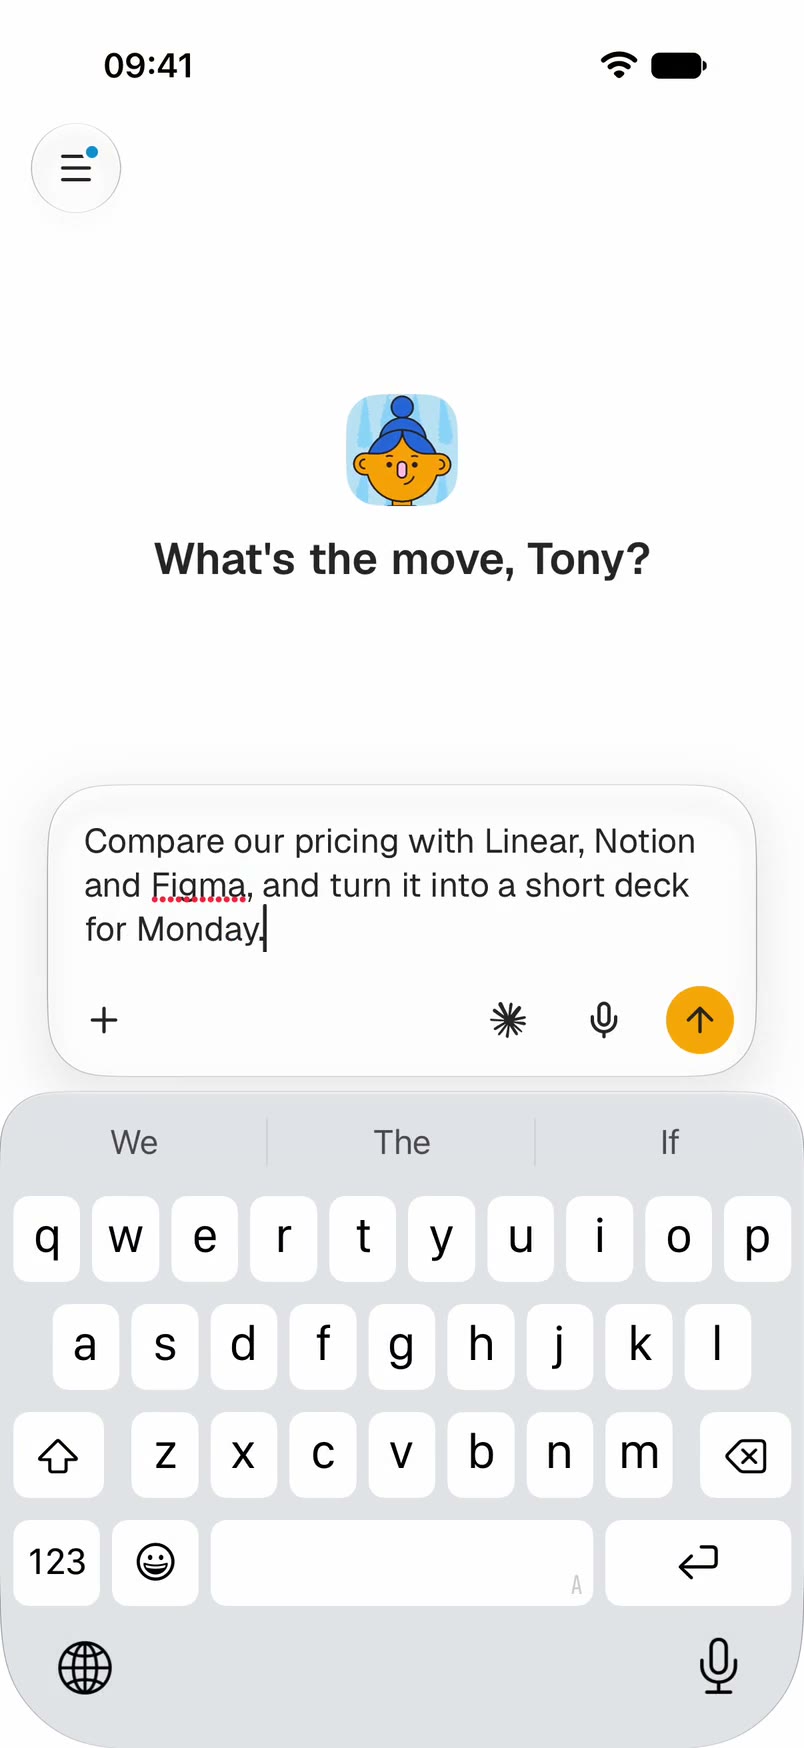 09:41
What's the move, Tony?
Compare our pricing with Linear, Notion
and Figma, and turn it into a short deck
for Monday.
We The If
q w e r t y u i o p
a s d f g h j k l
z x c v b n m
123
A